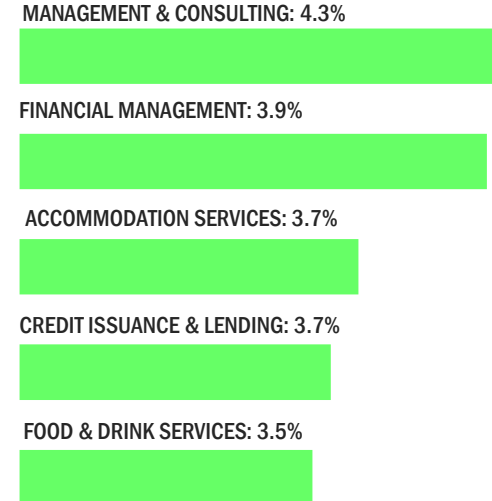 MANAGEMENT & CONSULTING: 4.3%
FINANCIAL MANAGEMENT: 3.9%
ACCOMMODATION SERVICES: 3.7%
CREDIT ISSUANCE & LENDING: 3.7%
FOOD & DRINK SERVICES: 3.5%